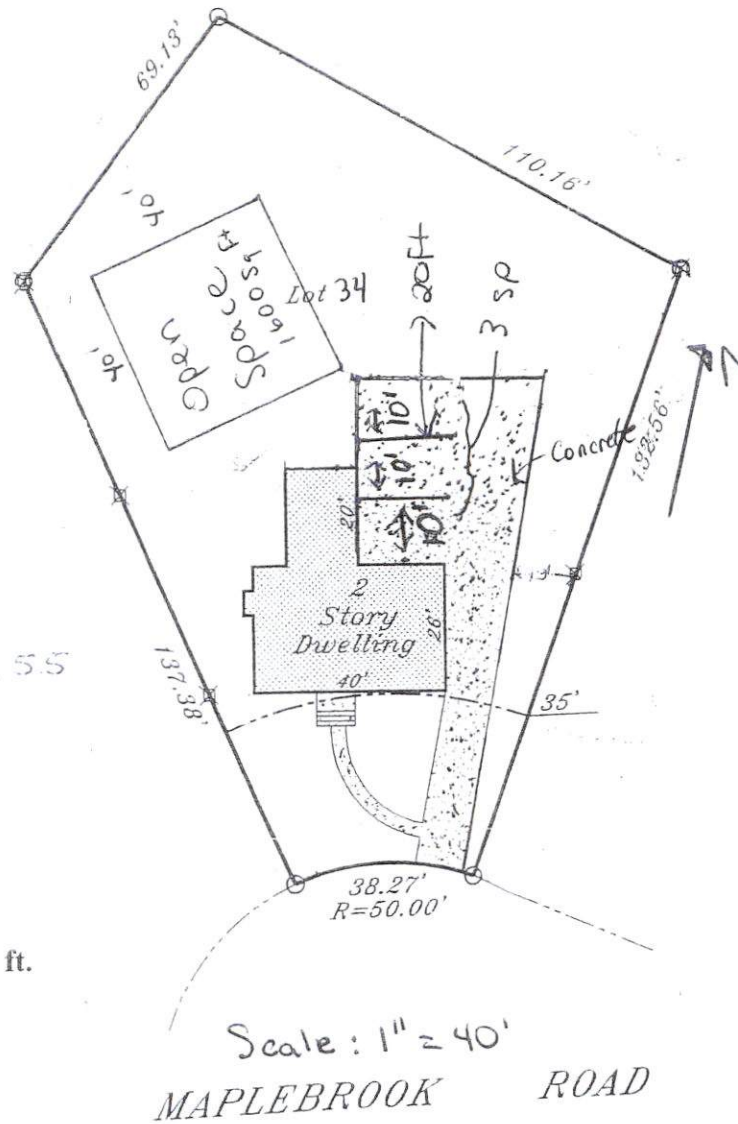 69.13'
110.16'
40'
40'
Open
Space
1600 sq ft
Lot 34
20ft
3 SP
10'
10'
10'
Concrete
N
132.56'
20'
2
Story
Dwelling
26'
40'
55
137.38'
35'
38.27'
R=50.00'
ft.
Scale: 1" = 40'
MAPLEBROOK ROAD